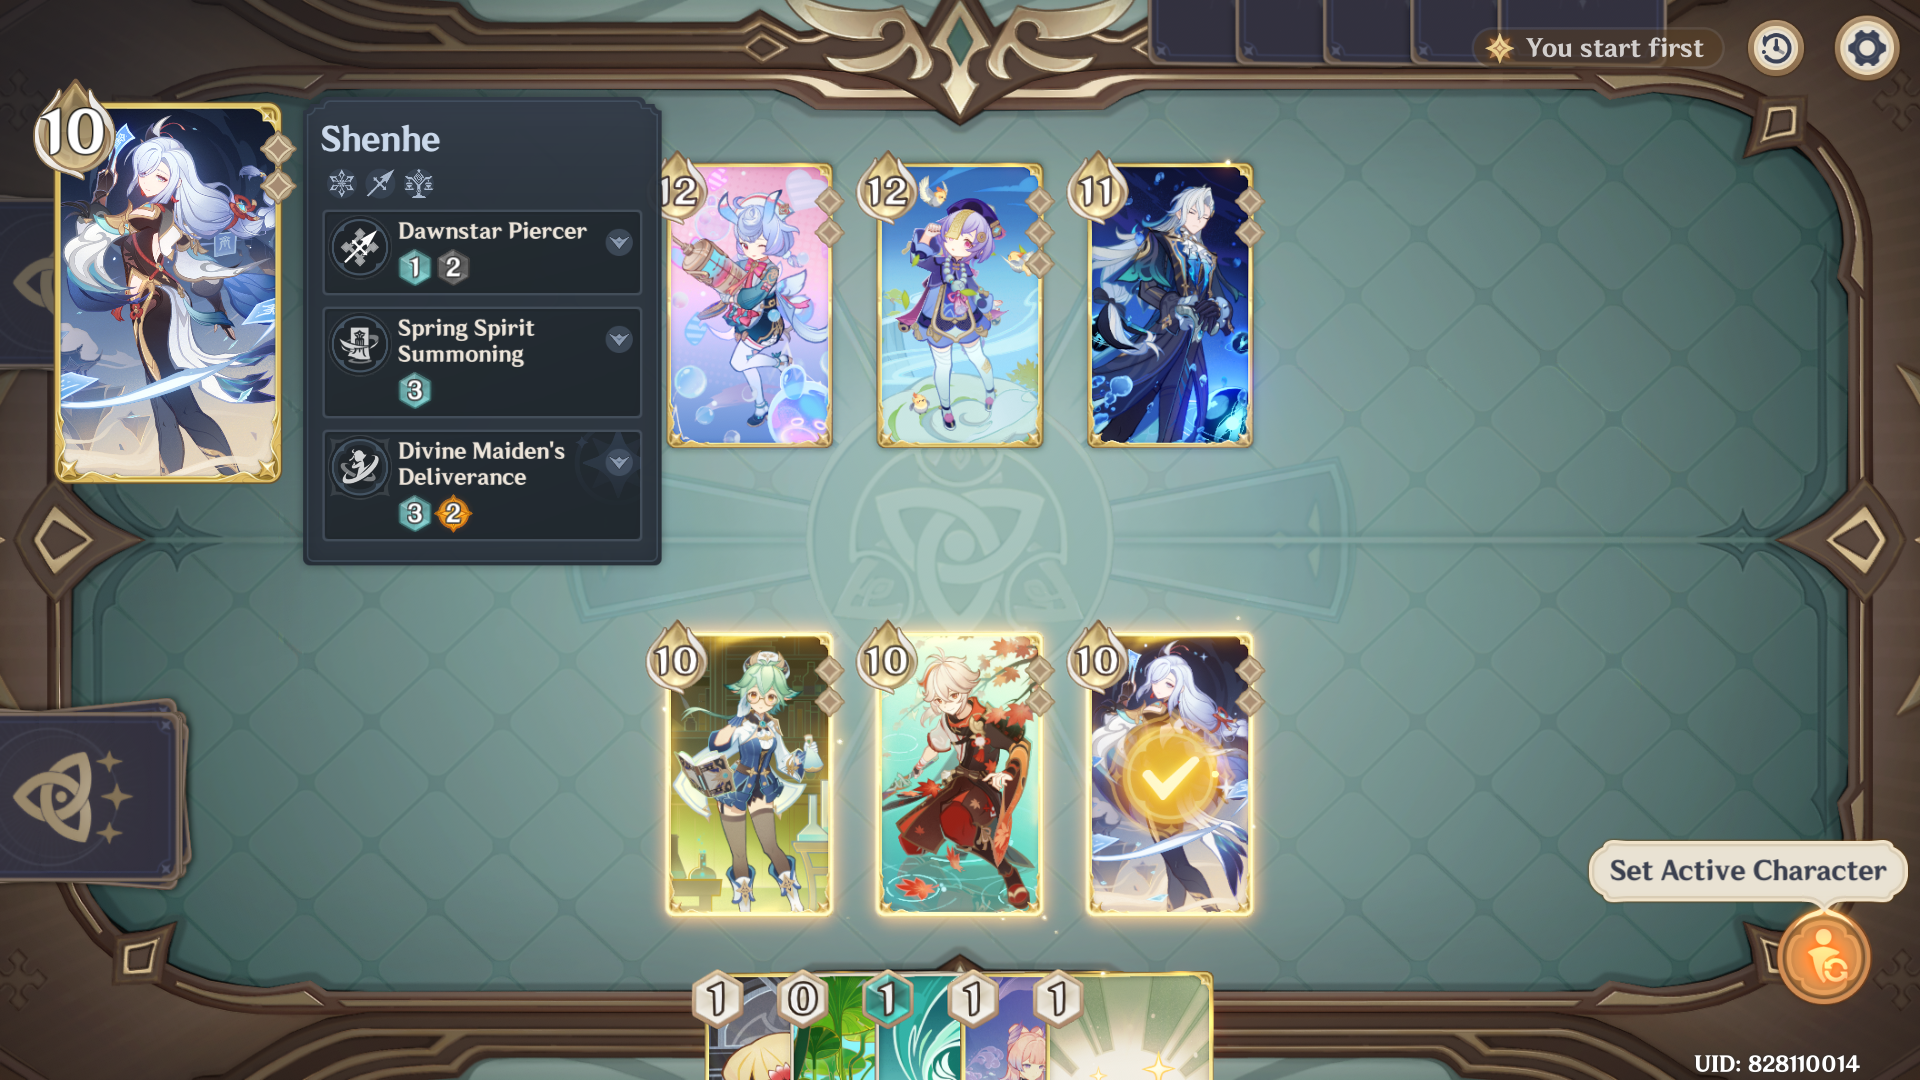 You start first
10
Shenhe
Dawnstar Piercer
1 2
Spring Spirit
Summoning
3
Divine Maiden's
Deliverance
3 2
12
12
11
10
10
10
Set Active Character
1
0
1
1
1
UID: 828110014